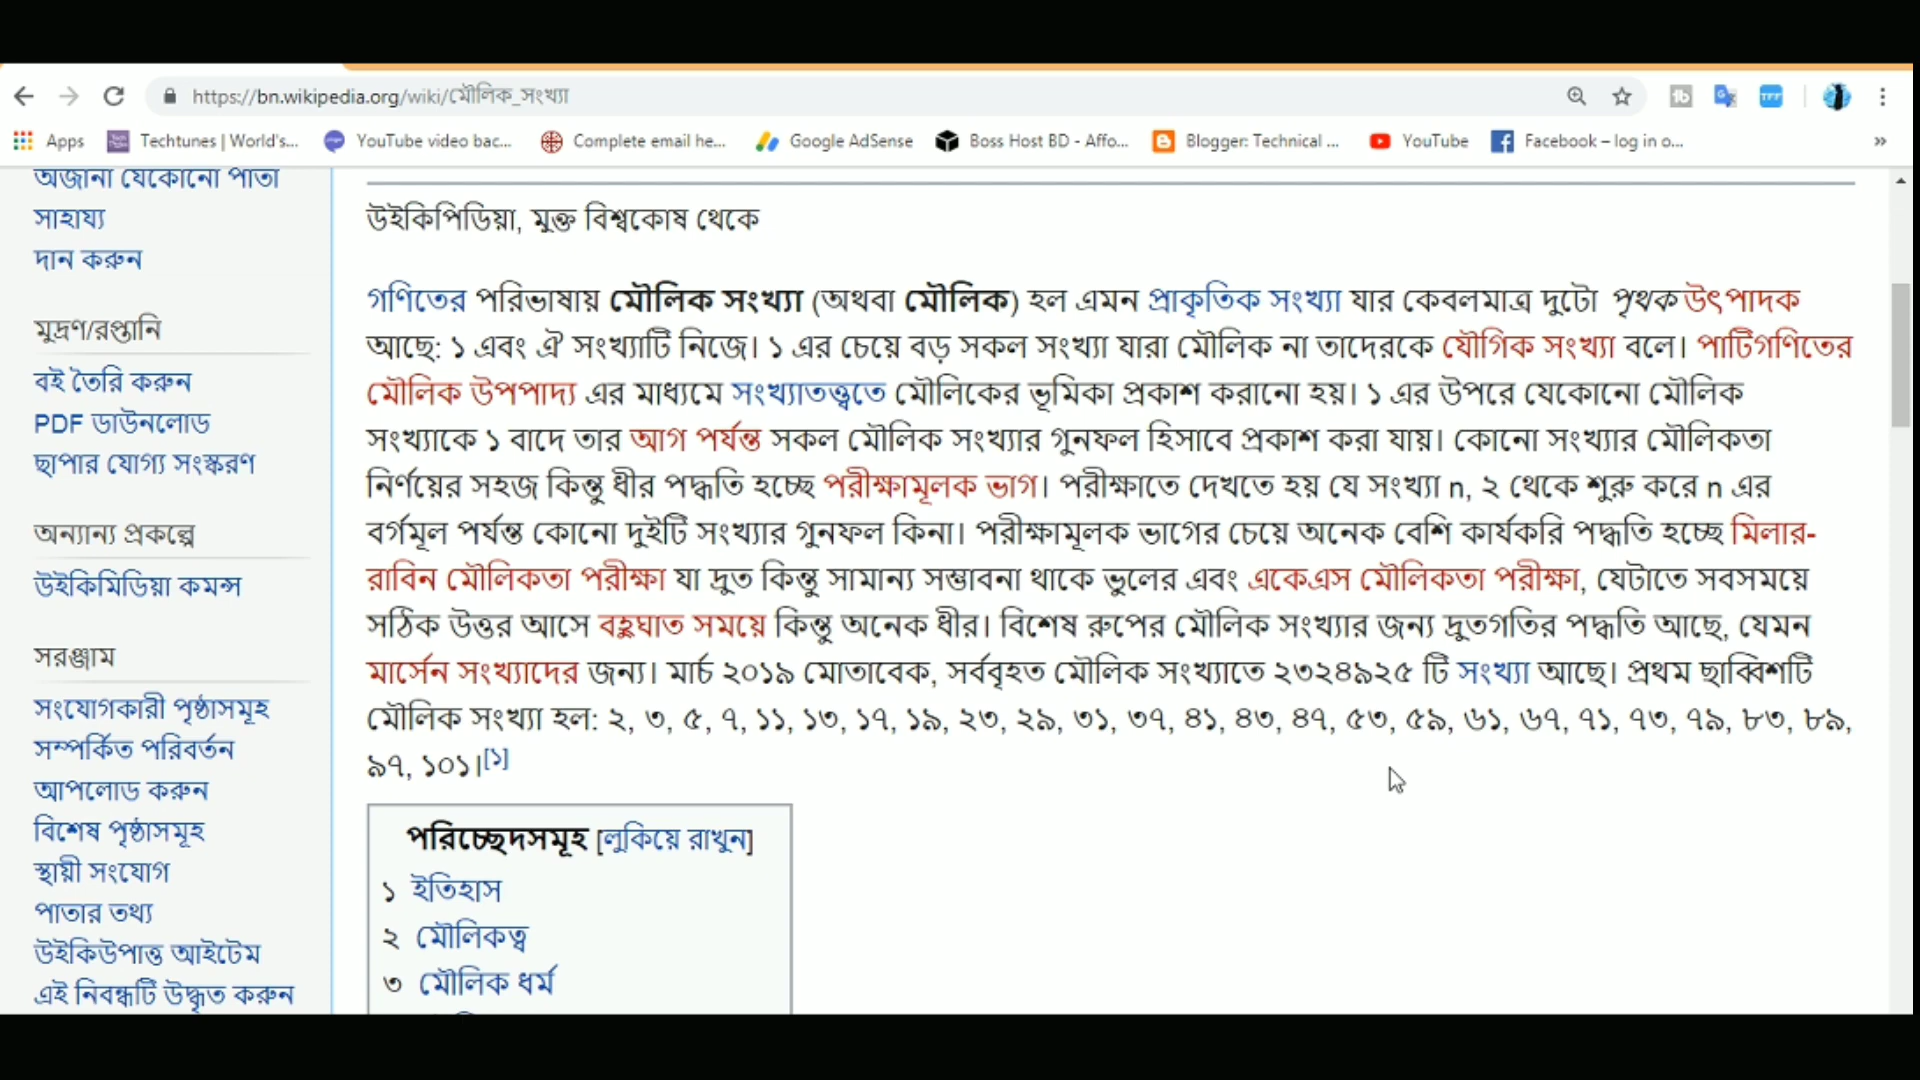 https://bn.wikipedia.org/wiki/মৌলিক_সংখ্যা
Apps Techtunes | World's... YouTube video bac... Complete email he... Google AdSense Boss Host BD - Affo... Blogger: Technical ... YouTube Facebook – log in o... »
অজানা যেকোনো পাতা
সাহায্য
দান করুন
মুদ্রণ/রপ্তানি
বই তৈরি করুন
PDF ডাউনলোড
ছাপার যোগ্য সংস্করণ
অন্যান্য প্রকল্পে
উইকিমিডিয়া কমন্স
সরঞ্জাম
সংযোগকারী পৃষ্ঠাসমূহ
সম্পর্কিত পরিবর্তন
আপলোড করুন
বিশেষ পৃষ্ঠাসমূহ
স্থায়ী সংযোগ
পাতার তথ্য
উইকিউপাত্ত আইটেম
এই নিবন্ধটি উদ্ধৃত করুন
উইকিপিডিয়া, মুক্ত বিশ্বকোষ থেকে
গণিতের পরিভাষায় মৌলিক সংখ্যা (অথবা মৌলিক) হল এমন প্রাকৃতিক সংখ্যা যার কেবলমাত্র দুটো পৃথক উৎপাদক
আছে: ১ এবং ঐ সংখ্যাটি নিজে। ১ এর চেয়ে বড় সকল সংখ্যা যারা মৌলিক না তাদেরকে যৌগিক সংখ্যা বলে। পাটিগণিতের
মৌলিক উপপাদ্য এর মাধ্যমে সংখ্যাতত্ত্বতে মৌলিকের ভূমিকা প্রকাশ করানো হয়। ১ এর উপরে যেকোনো মৌলিক
সংখ্যাকে ১ বাদে তার আগ পর্যন্ত সকল মৌলিক সংখ্যার গুনফল হিসাবে প্রকাশ করা যায়। কোনো সংখ্যার মৌলিকতা
নির্ণয়ের সহজ কিন্তু ধীর পদ্ধতি হচ্ছে পরীক্ষামূলক ভাগ। পরীক্ষাতে দেখতে হয় যে সংখ্যা n, ২ থেকে শুরু করে n এর
বর্গমূল পর্যন্ত কোনো দুইটি সংখ্যার গুনফল কিনা। পরীক্ষামূলক ভাগের চেয়ে অনেক বেশি কার্যকরি পদ্ধতি হচ্ছে মিলার-
রাবিন মৌলিকতা পরীক্ষা যা দ্রুত কিন্তু সামান্য সম্ভাবনা থাকে ভুলের এবং একেএস মৌলিকতা পরীক্ষা, যেটাতে সবসময়ে
সঠিক উত্তর আসে বহুঘাত সময়ে কিন্তু অনেক ধীর। বিশেষ রুপের মৌলিক সংখ্যার জন্য দ্রুতগতির পদ্ধতি আছে, যেমন
মার্সেন সংখ্যাদের জন্য। মার্চ ২০১৯ মোতাবেক, সর্ববৃহত মৌলিক সংখ্যাতে ২৩২৪৯২৫ টি সংখ্যা আছে। প্রথম ছাব্বিশটি
মৌলিক সংখ্যা হল: ২, ৩, ৫, ৭, ১১, ১৩, ১৭, ১৯, ২৩, ২৯, ৩১, ৩৭, ৪১, ৪৩, ৪৭, ৫৩, ৫৯, ৬১, ৬৭, ৭১, ৭৩, ৭৯, ৮৩, ৮৯,
৯৭, ১০১।[১]
পরিচ্ছেদসমূহ [লুকিয়ে রাখুন]
১ ইতিহাস
২ মৌলিকত্ব
৩ মৌলিক ধর্ম